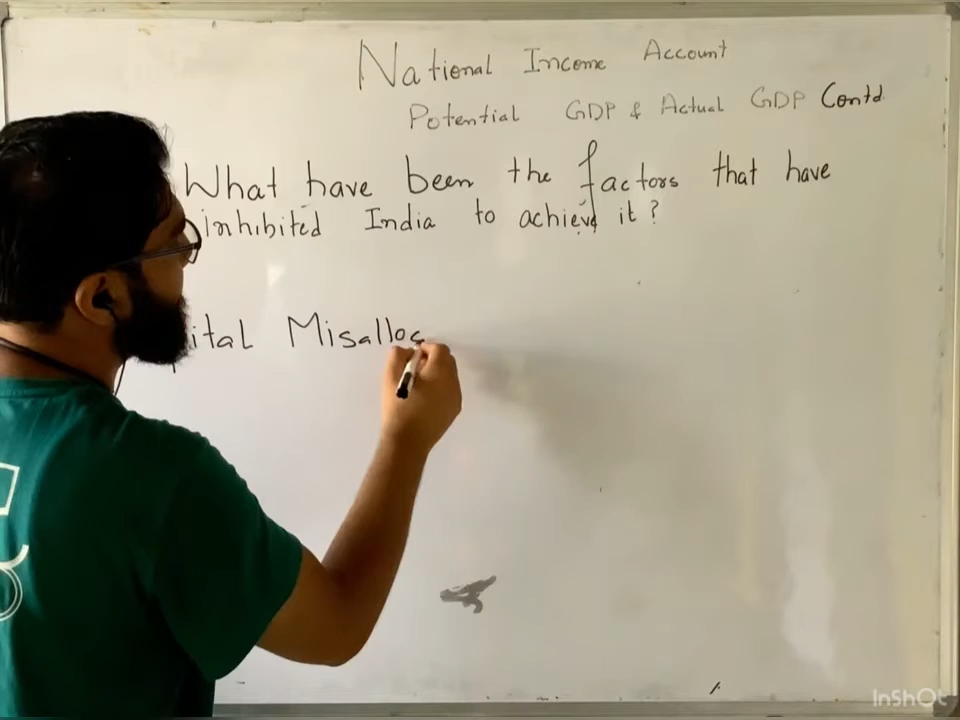 National Income Account
Potential GDP & Actual GDP Contd.
What have been the factors that have
inhibited India to achieve it ?
ital Misalloc
InShOt